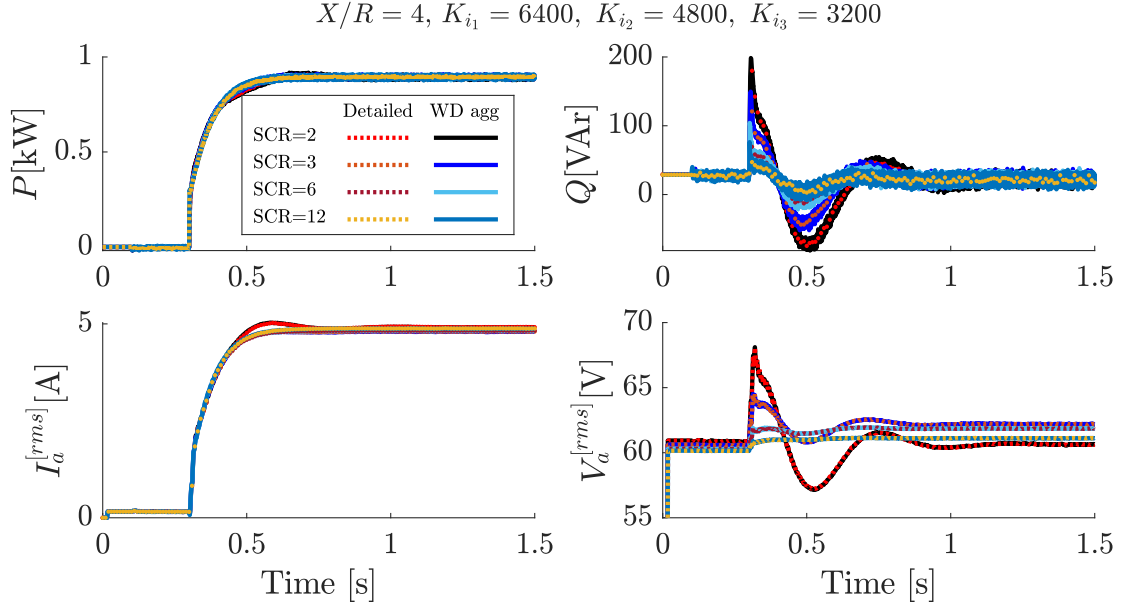 X/R = 4, K_{i_1} = 6400, K_{i_2} = 4800, K_{i_3} = 3200
P[kW]
1
0.5
0
0 0.5 1 1.5
Detailed WD agg
SCR=2
SCR=3
SCR=6
SCR=12
Q[VAr]
200
100
0
0 0.5 1 1.5
I_a^{[rms]}[A]
5
0
0 0.5 1 1.5
Time [s]
V_a^{[rms]}[V]
70
65
60
55
0 0.5 1 1.5
Time [s]